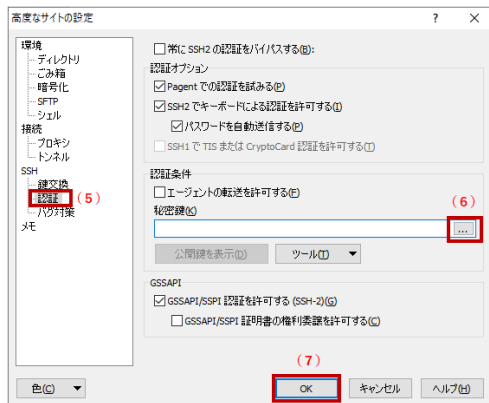 高度なサイトの設定
?
×
環境
ディレクトリ
ごみ箱
暗号化
SFTP
シェル
接続
プロキシ
トンネル
SSH
鍵交換
認証
（5）
バグ対策
メモ
常に SSH2 の認証をバイパスする(B):
認証オプション
Pagent での認証を試みる(P)
SSH2 でキーボードによる認証を許可する(I)
パスワードを自動送信する(P)
SSH1 で TIS または CryptoCard 認証を許可する(T)
認証条件
エージェントの転送を許可する(F)
秘密鍵(K)
（6）
...
公開鍵を表示(D)
ツール(T)
GSSAPI
GSSAPI/SSPI 認証を許可する (SSH-2)(G)
GSSAPI/SSPI 証明書の権利委譲を許可する(C)
（7）
色(C)
OK
キャンセル
ヘルプ(H)